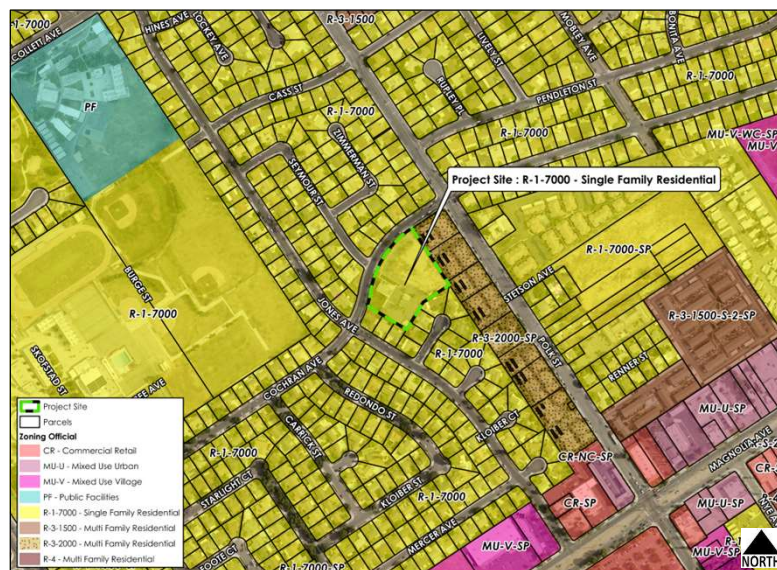 R-1-7000
R-3-1500
COLLETT AVE
HINES AVE
LIVELY ST
MOBLEY AVE
BONITA AVE
PF
CASS ST
RUPLEY PL
PENDLETON ST
R-1-7000
R-1-7000
R-1-7000
MU-V-WC-SP
MU-V
ZIMMERMAN ST
SEYMOUR ST
Project Site : R-1-7000 - Single Family Residential
R-1-7000-SP
BURGE ST
STETSON AVE
R-1-7000
JONES AVE
R-3-2000-SP
POLK ST
R-3-1500-S-2-SP
R-1-7000
RENNER ST
SKOFSTAD ST
COCHRAN AVE
REDONDO ST
MU-U-SP
Project Site
Parcels
Zoning Official
CR - Commercial Retail
MU-U - Mixed Use Urban
MU-V - Mixed Use Village
PF - Public Facilities
R-1-7000 - Single Family Residential
R-3-1500 - Multi Family Residential
R-3-2000 - Multi Family Residential
R-4 - Multi Family Residential
CARRICK ST
KLOIBER CT
MAGNOLIA AVE
R-1-7000
CR-NC-SP
STARLIGHT CT
KLOIBER ST
R-1-7000
CR-SP
MU-U-SP
MERCER AVE
MU-V-SP
MU-V-SP
POOTE CT
R-1-7000-SP
NORTH